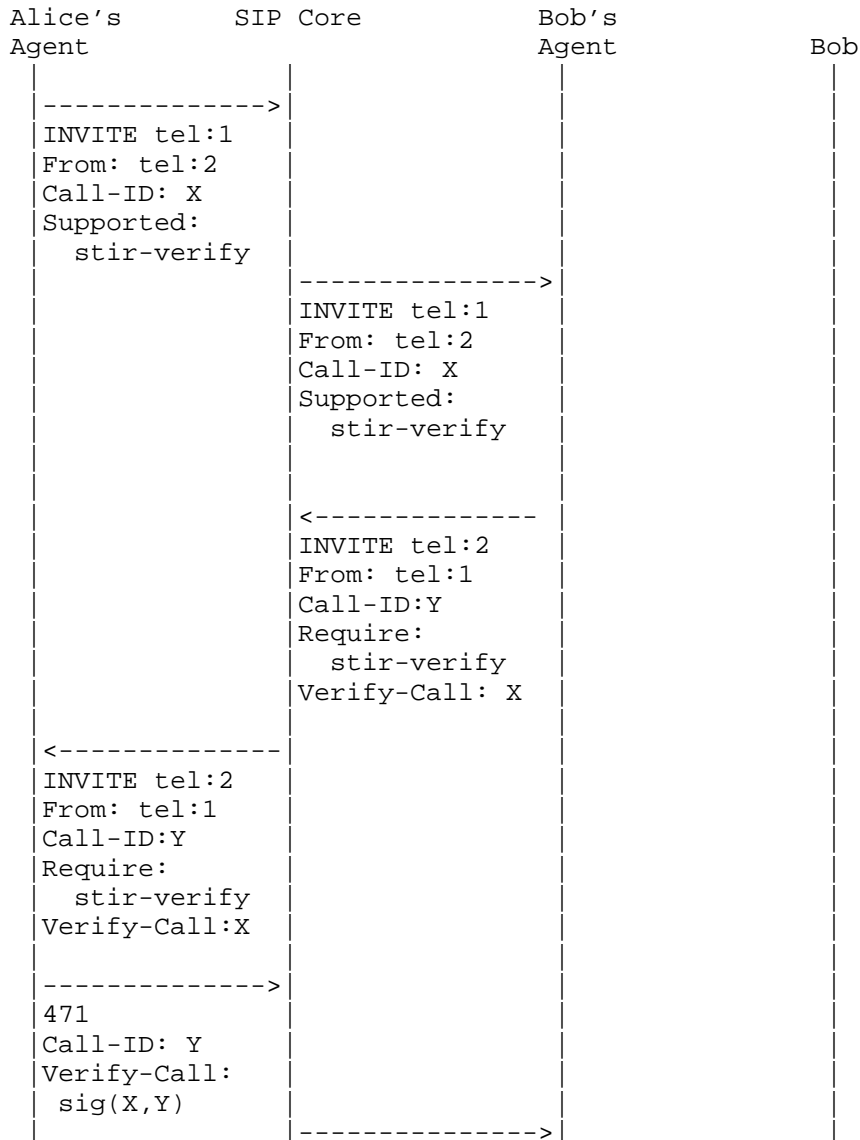 Alice's SIP Core Bob's
Agent Agent Bob
INVITE tel:1
From: tel:2
Call-ID: X
Supported:
stir-verify
INVITE tel:1
From: tel:2
Call-ID: X
Supported:
stir-verify
INVITE tel:2
From: tel:1
Call-ID:Y
Require:
stir-verify
Verify-Call: X
INVITE tel:2
From: tel:1
Call-ID:Y
Require:
stir-verify
Verify-Call:X
471
Call-ID: Y
Verify-Call:
sig(X,Y)